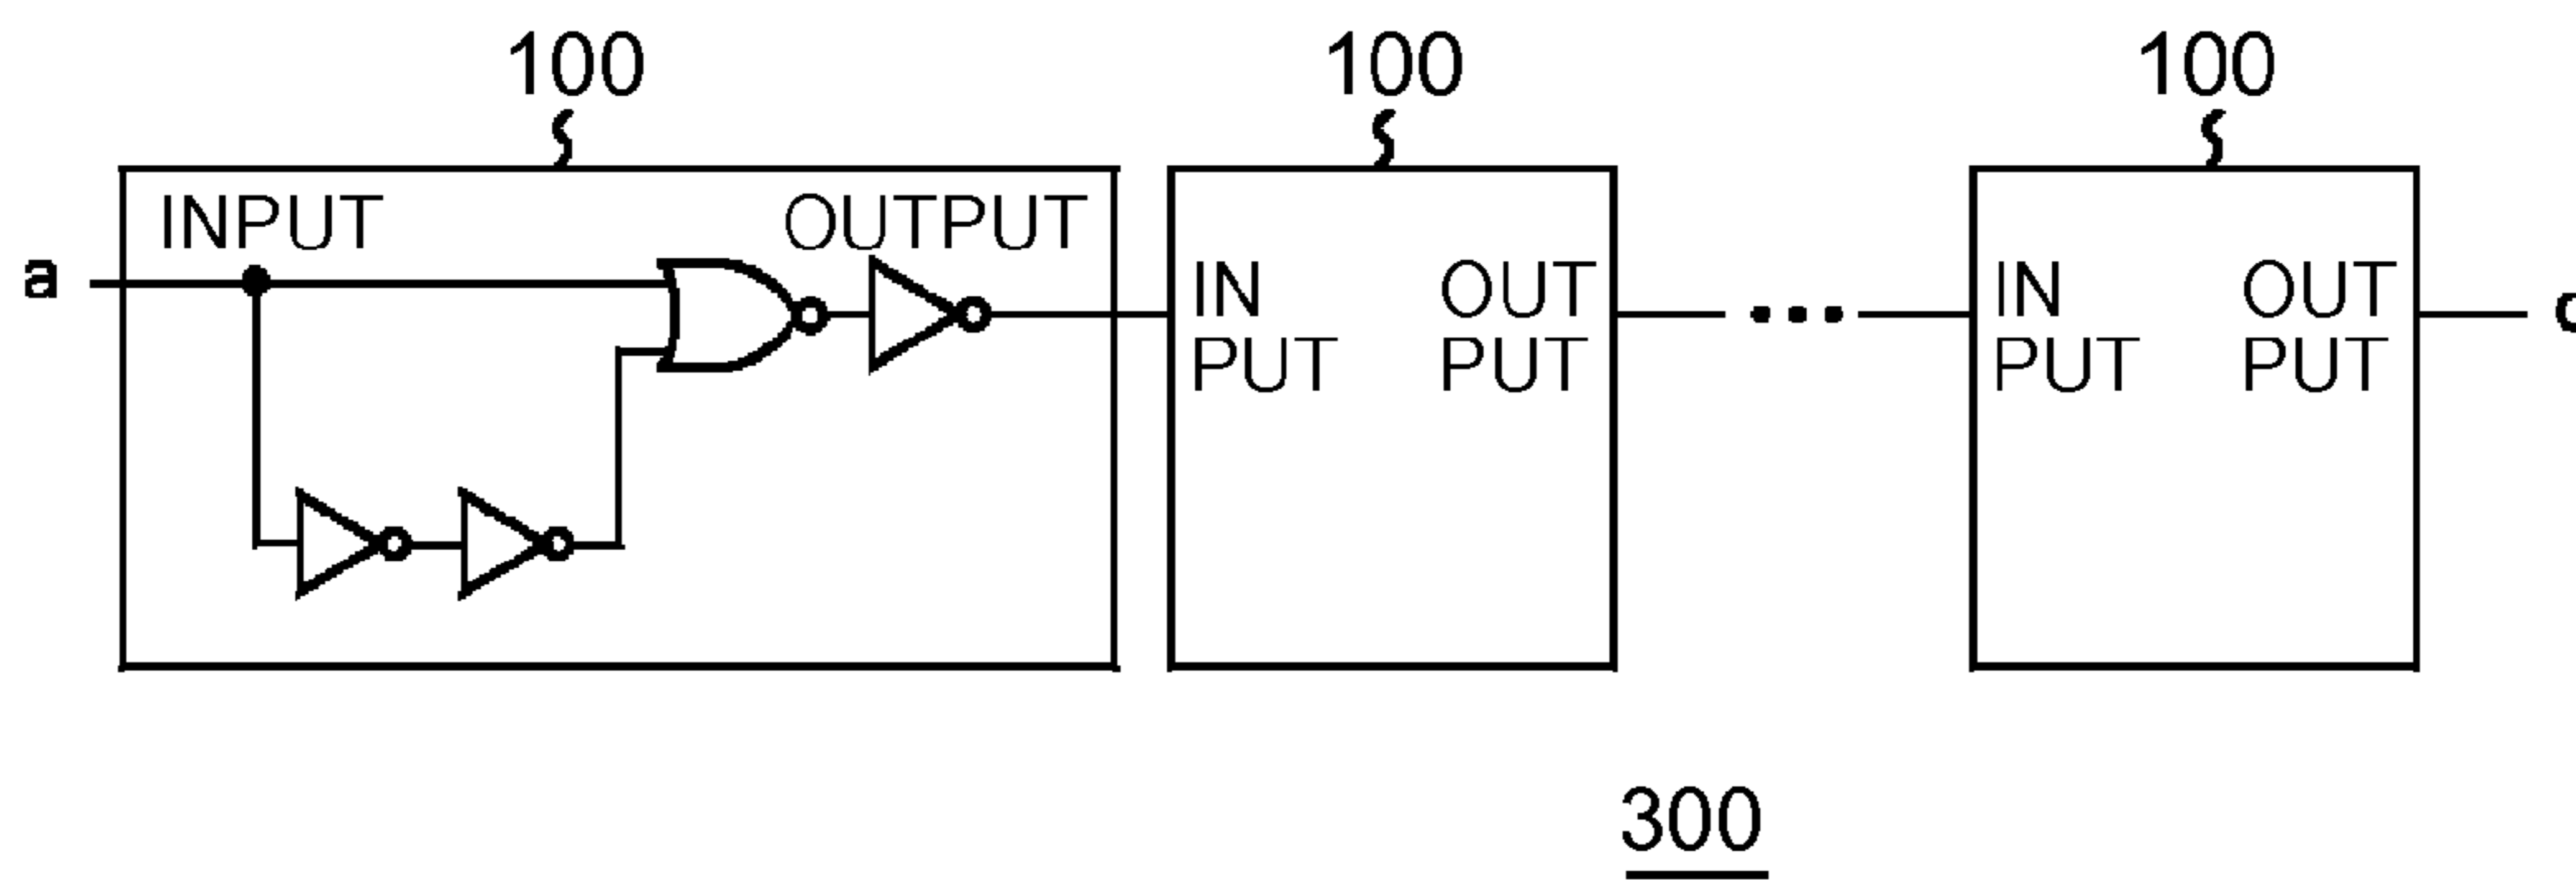 100 100 100
INPUT OUTPUT
a
IN OUT IN OUT
PUT PUT PUT PUT
300